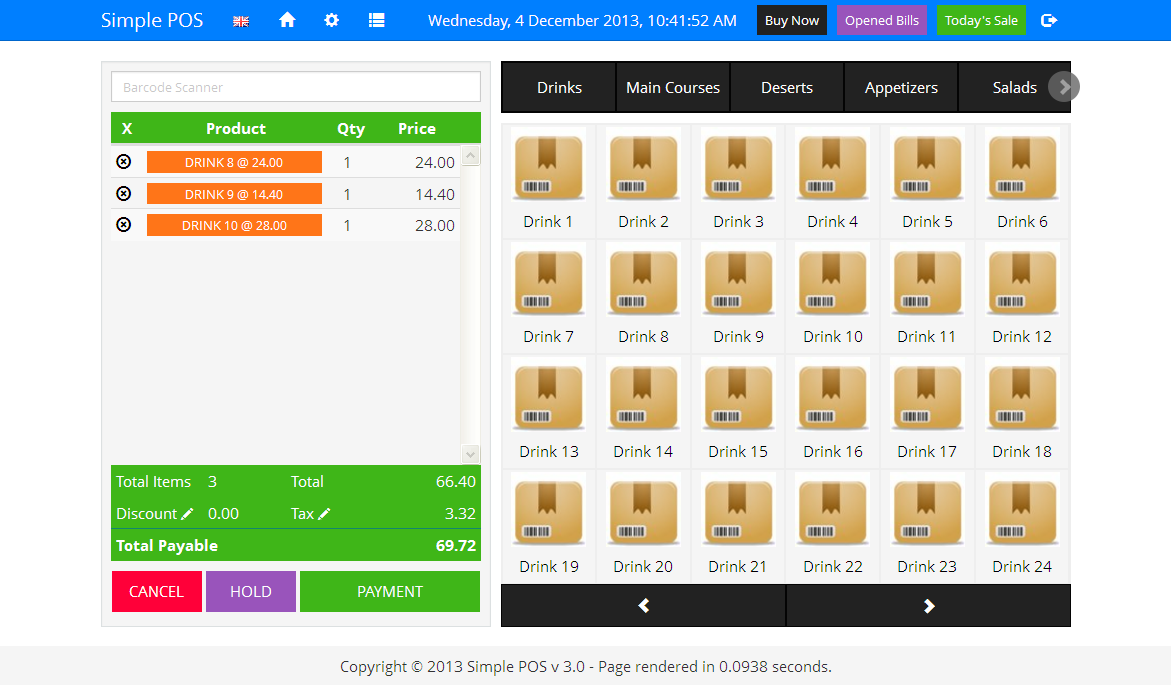 Simple POS Wednesday, 4 December 2013, 10:41:52 AM Buy Now Opened Bills Today's Sale
Barcode Scanner
X Product Qty Price
DRINK 8 @ 24.00 1 24.00
DRINK 9 @ 14.40 1 14.40
DRINK 10 @ 28.00 1 28.00
Total Items 3 Total 66.40
Discount 0.00 Tax 3.32
Total Payable 69.72
CANCEL HOLD PAYMENT
Drinks Main Courses Deserts Appetizers Salads
Drink 1 Drink 2 Drink 3 Drink 4 Drink 5 Drink 6
Drink 7 Drink 8 Drink 9 Drink 10 Drink 11 Drink 12
Drink 13 Drink 14 Drink 15 Drink 16 Drink 17 Drink 18
Drink 19 Drink 20 Drink 21 Drink 22 Drink 23 Drink 24
Copyright © 2013 Simple POS v 3.0 - Page rendered in 0.0938 seconds.